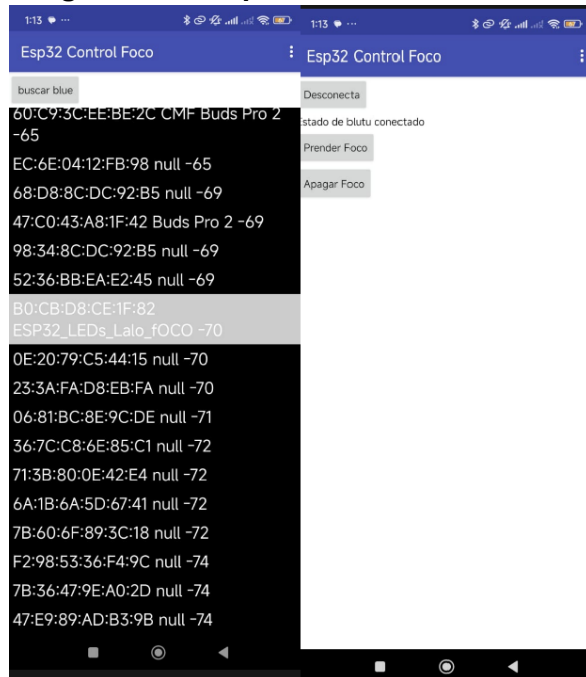 1:13
Esp32 Control Foco
buscar blue
60:C9:3C:EE:BE:2C CMF Buds Pro 2
-65
EC:6E:04:12:FB:98 null -65
68:D8:8C:DC:92:B5 null -69
47:C0:43:A8:1F:42 Buds Pro 2 -69
98:34:8C:DC:92:B5 null -69
52:36:BB:EA:E2:45 null -69
B0:CB:D8:CE:1F:82
ESP32_LEDs_Lalo_fOCO -70
0E:20:79:C5:44:15 null -70
23:3A:FA:D8:EB:FA null -70
06:81:BC:8E:9C:DE null -71
36:7C:C8:6E:85:C1 null -72
71:3B:80:0E:42:E4 null -72
6A:1B:6A:5D:67:41 null -72
7B:60:6F:89:3C:18 null -72
F2:98:53:36:F4:9C null -74
7B:36:47:9E:A0:2D null -74
47:E9:89:AD:B3:9B null -74
1:13
Esp32 Control Foco
Desconecta
Estado de blutu conectado
Prender Foco
Apagar Foco